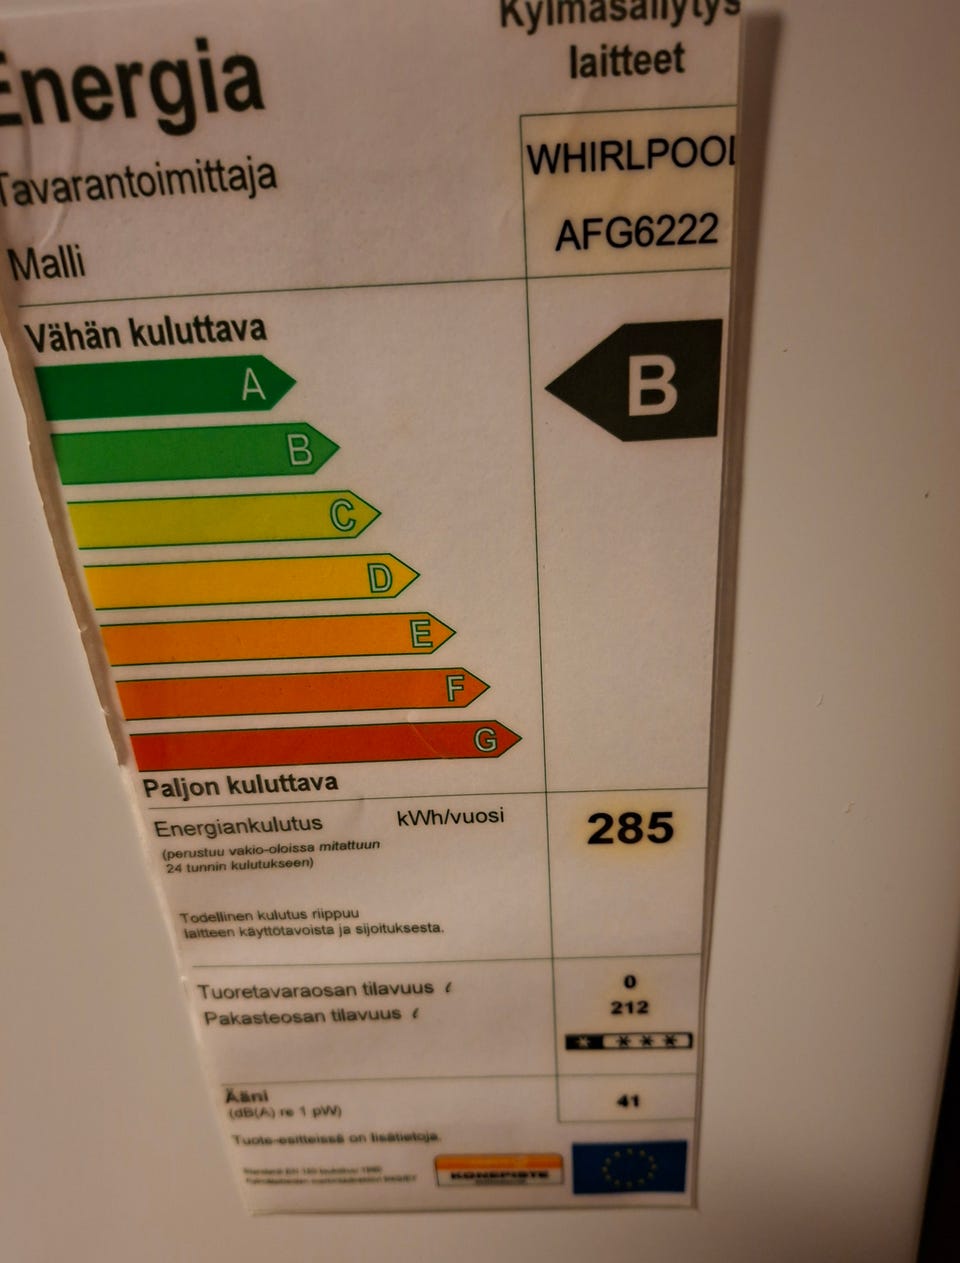 Energia
Kylmäsäilytys
laitteet
Tavarantoimittaja
WHIRLPOOL
Malli
AFG6222
Vähän kuluttava
A
B
B
C
D
E
F
G
Paljon kuluttava
Energiankulutus kWh/vuosi
285
(perustuu vakio-oloissa mitattuun
24 tunnin kulutukseen)
Todellinen kulutus riippuu
laitteen käyttötavoista ja sijoituksesta.
Tuoretavaraosan tilavuus ℓ
0
Pakasteosan tilavuus ℓ
212
* ***
Ääni
(dB(A) re 1 pW)
41
Tuote-esitteissä on lisätietoja.
KONEPISTE